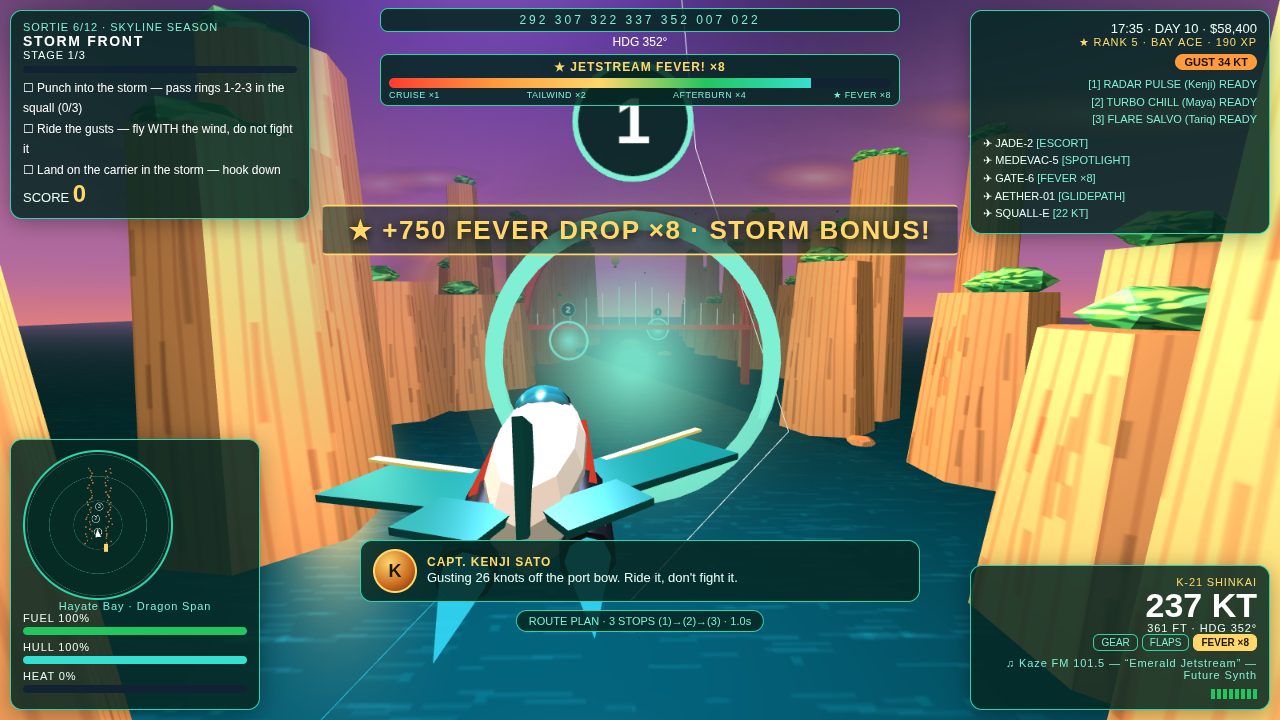 SORTIE 6/12 · SKYLINE SEASON
STORM FRONT
STAGE 1/3
☐ Punch into the storm — pass rings 1-2-3 in the
squall (0/3)
☐ Ride the gusts — fly WITH the wind, do not fight
it
☐ Land on the carrier in the storm — hook down
SCORE 0
292 307 322 337 352 007 022
HDG 352°
★ JETSTREAM FEVER! ×8
CRUISE ×1 TAILWIND ×2 AFTERBURN ×4 ★ FEVER ×8
1
★ +750 FEVER DROP ×8 · STORM BONUS!
2
17:35 · DAY 10 · $58,400
★ RANK 5 · BAY ACE · 190 XP
GUST 34 KT
[1] RADAR PULSE (Kenji) READY
[2] TURBO CHILL (Maya) READY
[3] FLARE SALVO (Tariq) READY
✈ JADE-2 [ESCORT]
✈ MEDEVAC-5 [SPOTLIGHT]
✈ GATE-6 [FEVER ×8]
✈ AETHER-01 [GLIDEPATH]
✈ SQUALL-E [22 KT]
Hayate Bay · Dragon Span
FUEL 100%
HULL 100%
HEAT 0%
K
CAPT. KENJI SATO
Gusting 26 knots off the port bow. Ride it, don't fight it.
ROUTE PLAN · 3 STOPS (1)→(2)→(3) · 1.0s
K-21 SHINKAI
237 KT
361 FT · HDG 352°
GEAR FLAPS FEVER ×8
♫ Kaze FM 101.5 — “Emerald Jetstream” —
Future Synth